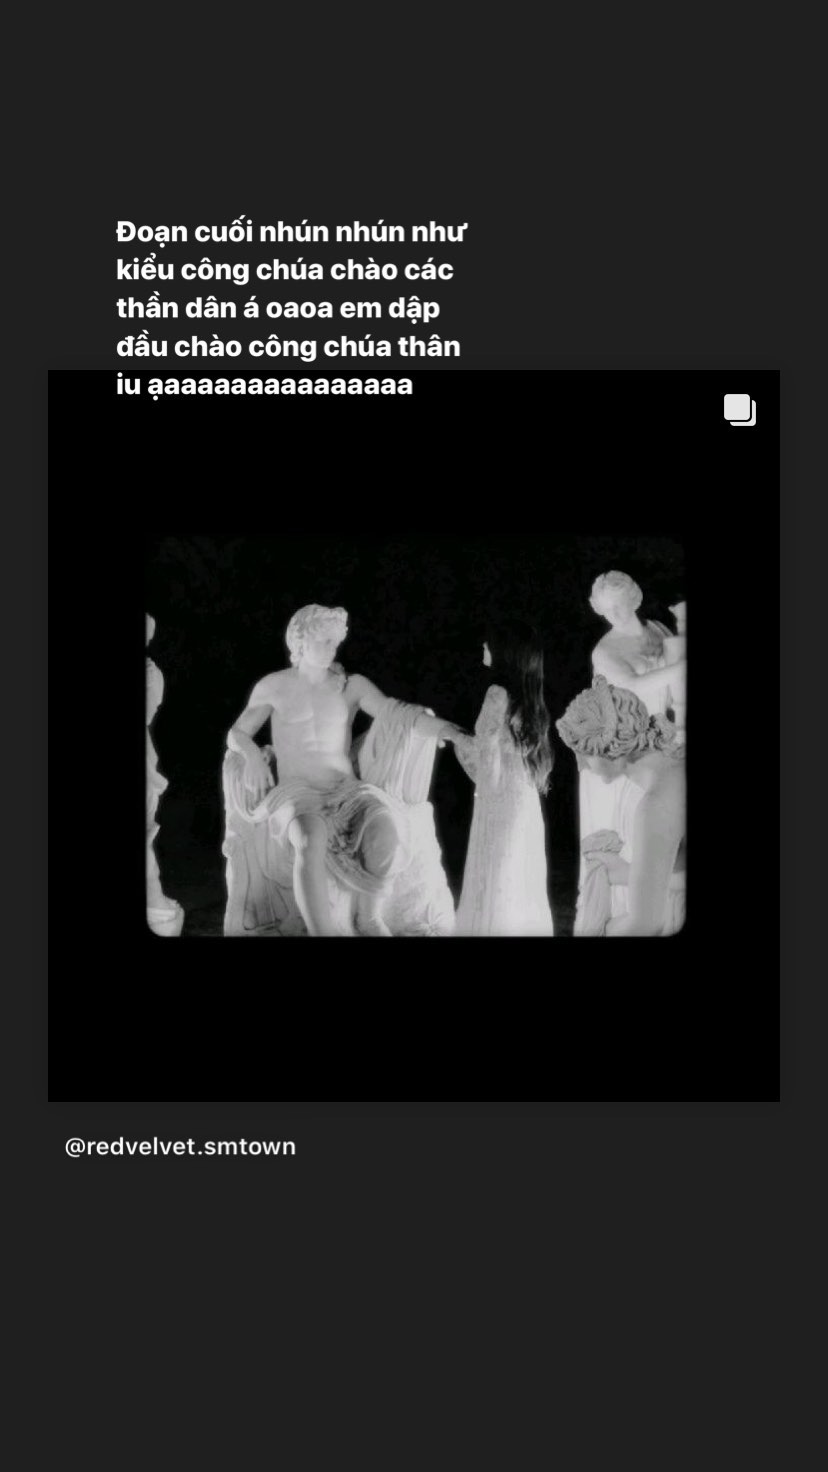 Đoạn cuối nhún nhún như
kiểu công chúa chào các
thần dân á oaoa em dập
đầu chào công chúa thân
iu ạaaaaaaaaaaaaaaa
@redvelvet.smtown